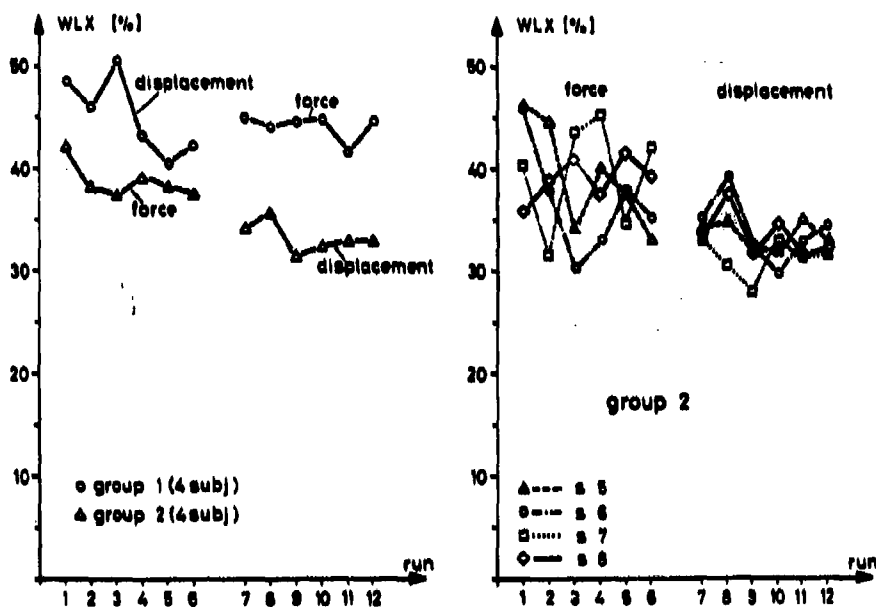 WLX [%]
50
40
30
20
10
displacement
force
force
displacement
o group 1 (4 subj)
△ group 2 (4 subj)
run
1 2 3 4 5 6 7 8 9 10 11 12
WLX [%]
50
40
30
20
10
force
displacement
group 2
s 5
s 6
s 7
s 8
run
1 2 3 4 5 6 7 8 9 10 11 12